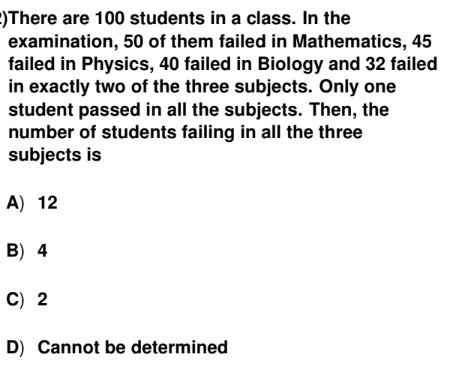 2)There are 100 students in a class. In the
examination, 50 of them failed in Mathematics, 45
failed in Physics, 40 failed in Biology and 32 failed
in exactly two of the three subjects. Only one
student passed in all the subjects. Then, the
number of students failing in all the three
subjects is
A) 12
B) 4
C) 2
D) Cannot be determined